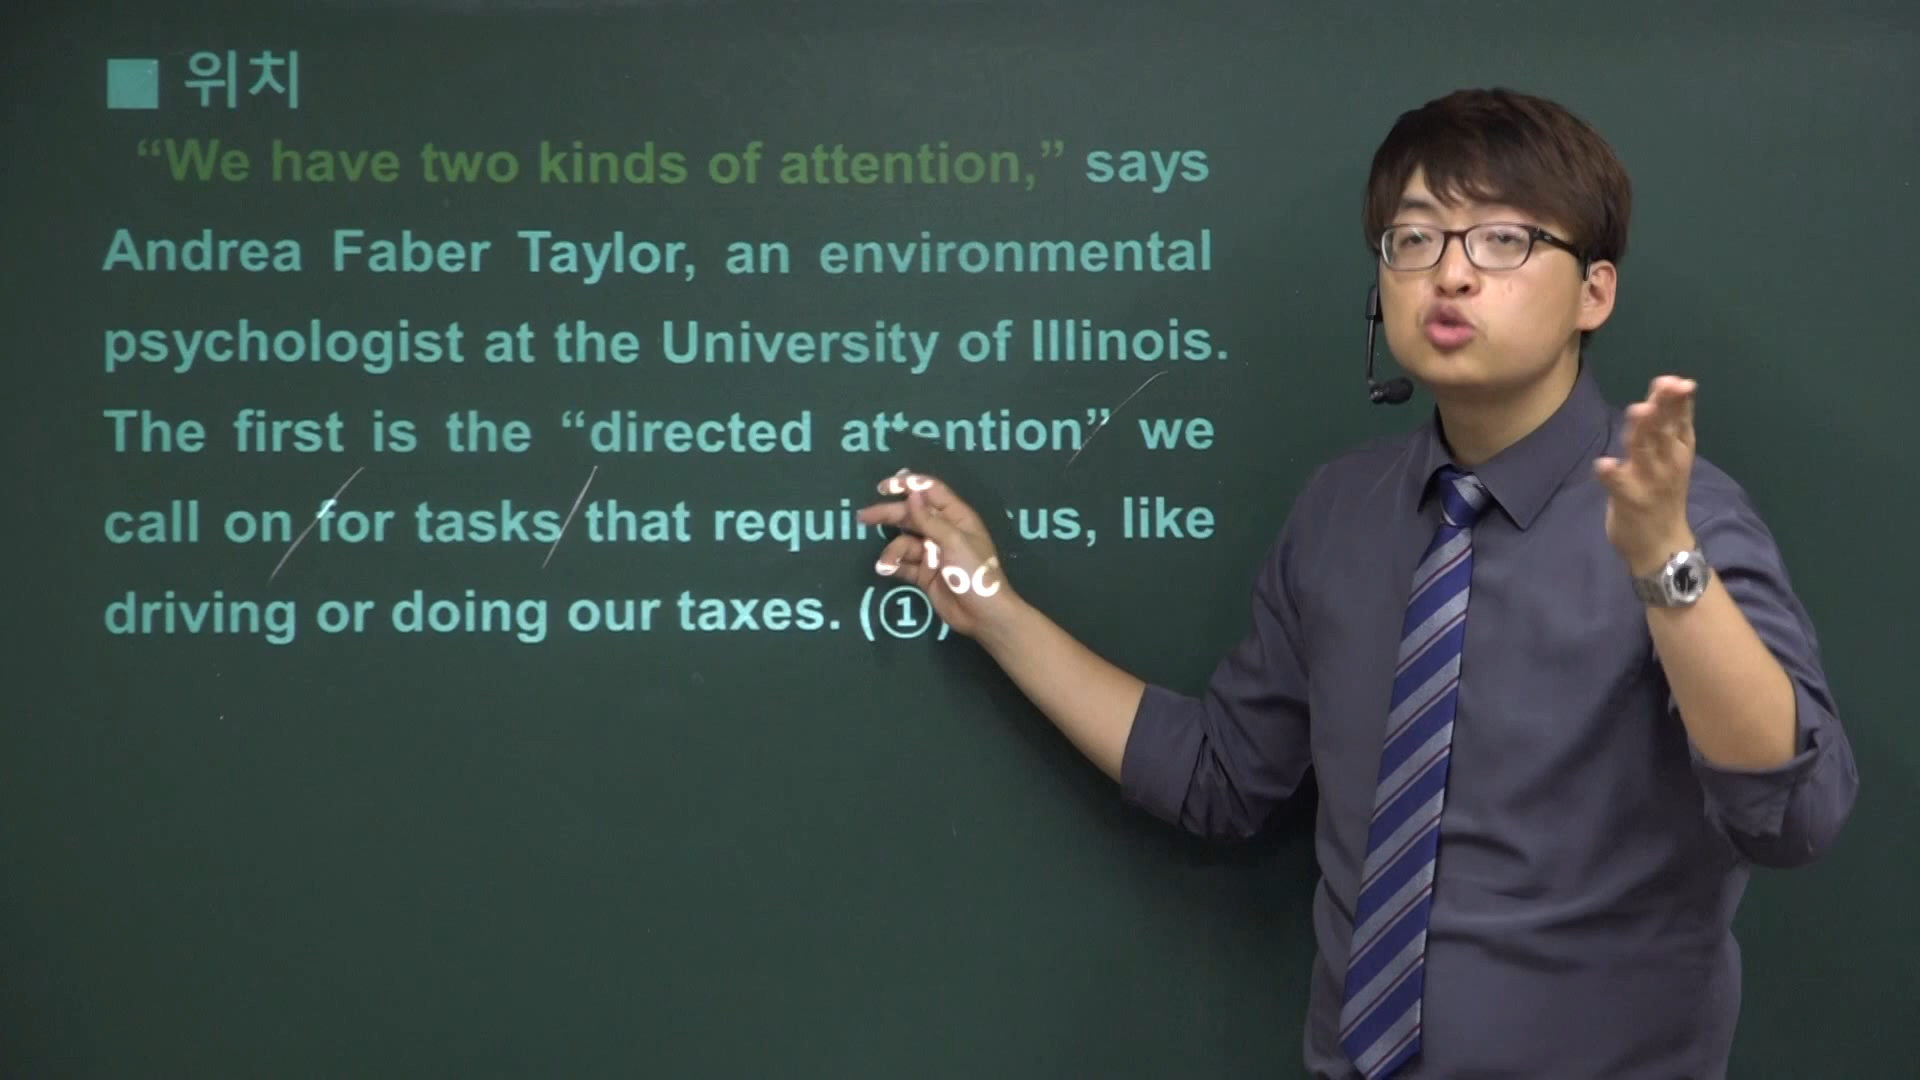 ■ 위치
“We have two kinds of attention,” says
Andrea Faber Taylor, an environmental
psychologist at the University of Illinois.
The first is the “directed attention” we
call on for tasks that require focus, like
driving or doing our taxes. (①)